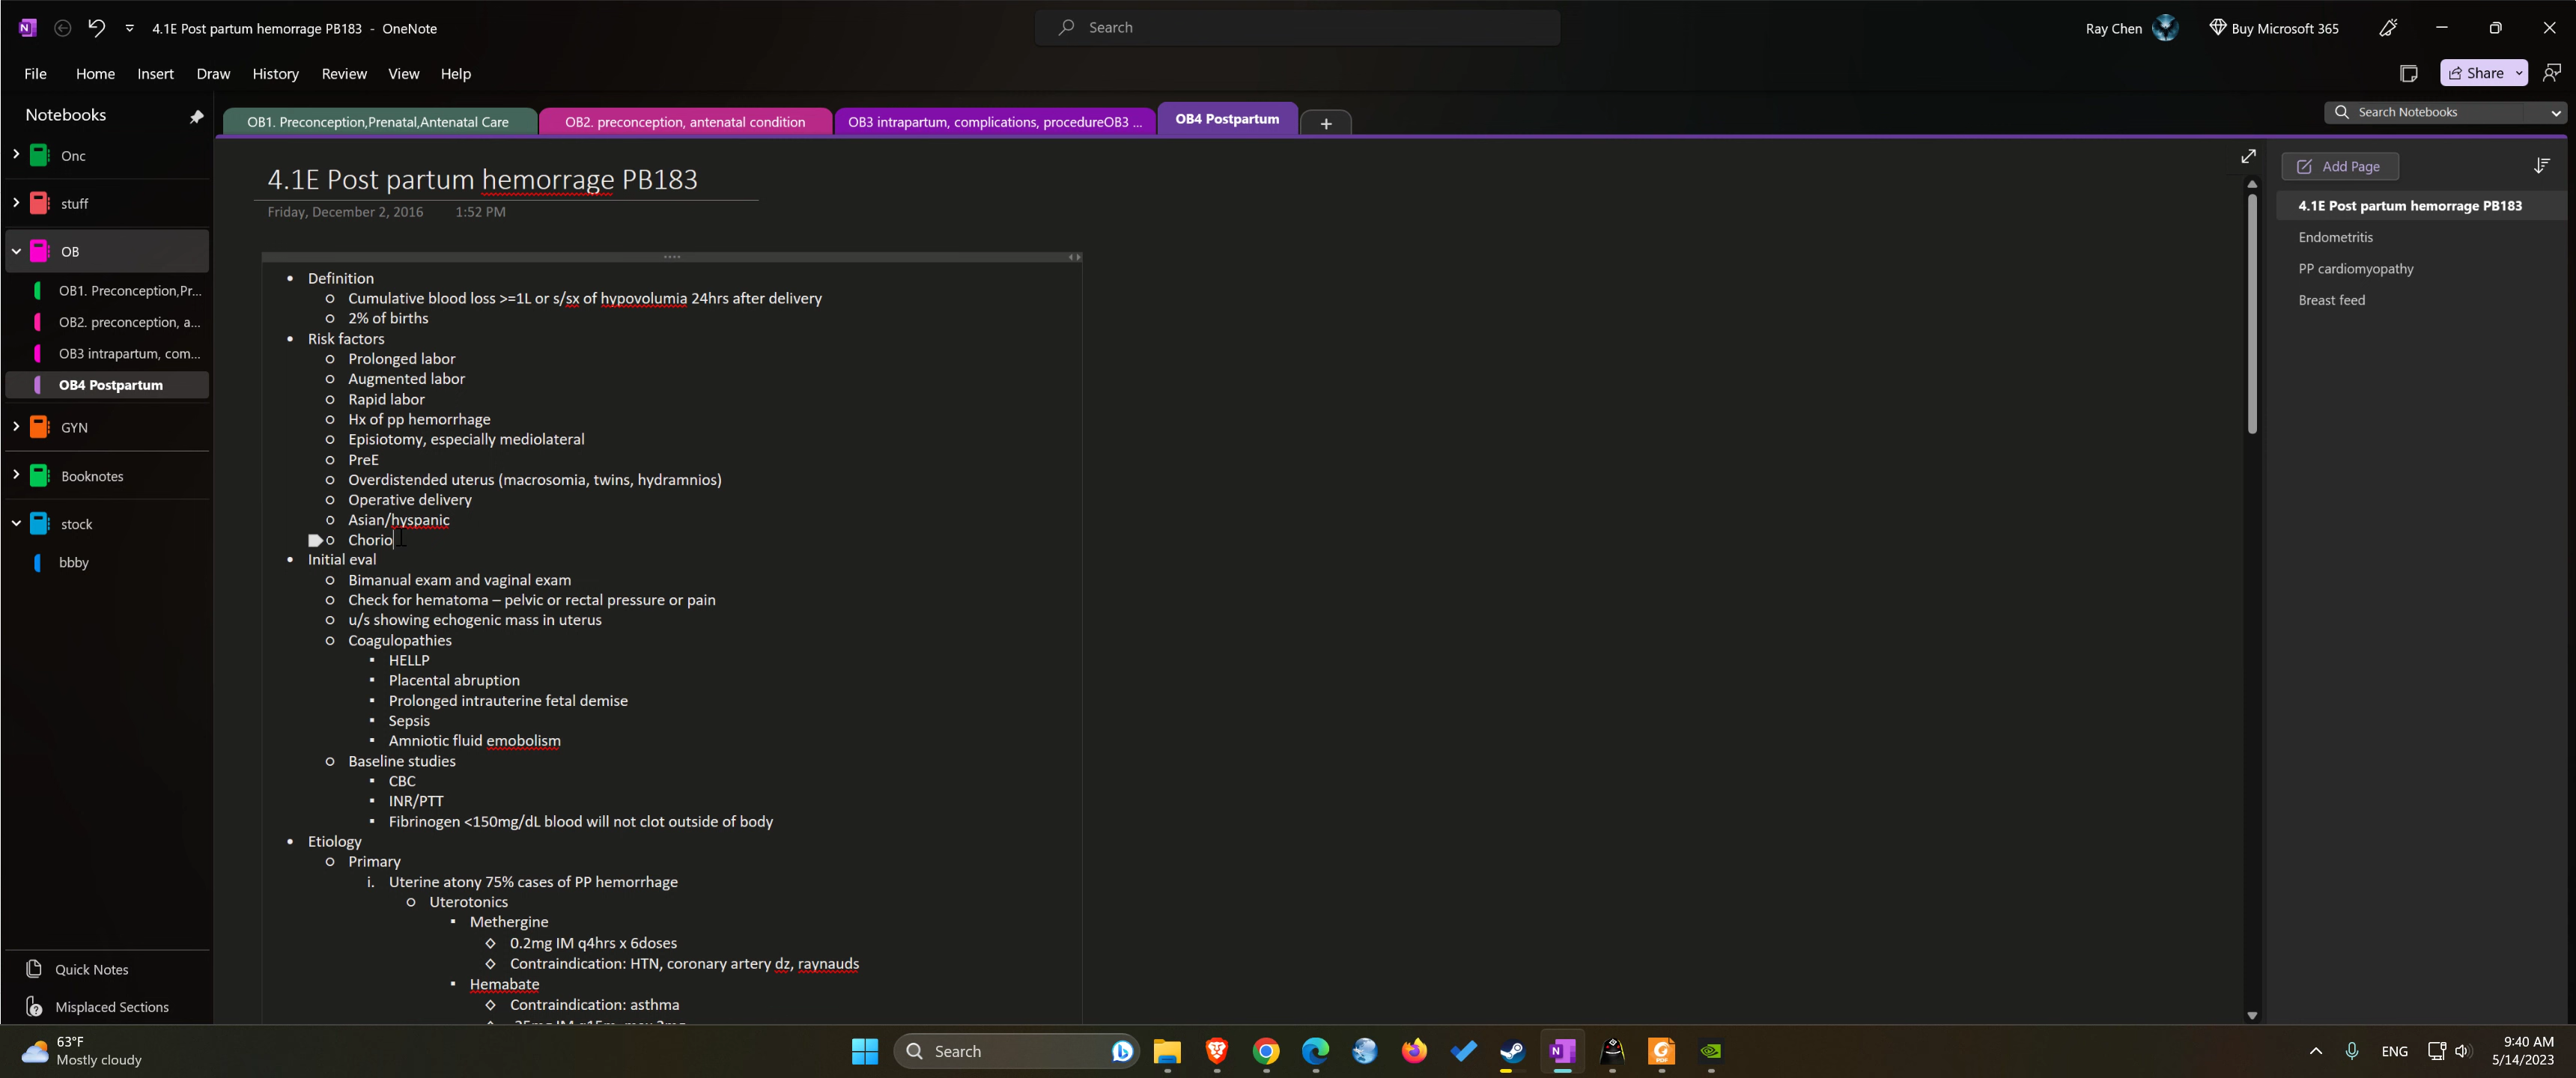 4.1E Post partum hemorrage PB183 - OneNote
Search
Ray Chen
Buy Microsoft 365
File Home Insert Draw History Review View Help
Share
Notebooks
OB1. Preconception,Prenatal,Antenatal Care
OB2. preconception, antenatal condition
OB3 intrapartum, complications, procedureOB3 ...
OB4 Postpartum
+
Search Notebooks
Onc
stuff
OB
OB1. Preconception,Pr...
OB2. preconception, a...
OB3 intrapartum, com...
OB4 Postpartum
GYN
Booknotes
stock
bbby
Quick Notes
Misplaced Sections
4.1E Post partum hemorrage PB183
Friday, December 2, 2016 1:52 PM
Definition
Cumulative blood loss >=1L or s/sx of hypovolumia 24hrs after delivery
2% of births
Risk factors
Prolonged labor
Augmented labor
Rapid labor
Hx of pp hemorrhage
Episiotomy, especially mediolateral
PreE
Overdistended uterus (macrosomia, twins, hydramnios)
Operative delivery
Asian/hyspanic
Chorio
Initial eval
Bimanual exam and vaginal exam
Check for hematoma – pelvic or rectal pressure or pain
u/s showing echogenic mass in uterus
Coagulopathies
HELLP
Placental abruption
Prolonged intrauterine fetal demise
Sepsis
Amniotic fluid emobolism
Baseline studies
CBC
INR/PTT
Fibrinogen <150mg/dL blood will not clot outside of body
Etiology
Primary
i. Uterine atony 75% cases of PP hemorrhage
Uterotonics
Methergine
0.2mg IM q4hrs x 6doses
Contraindication: HTN, coronary artery dz, raynauds
Hemabate
Contraindication: asthma
Add Page
4.1E Post partum hemorrage PB183
Endometritis
PP cardiomyopathy
Breast feed
63°F
Mostly cloudy
Search
ENG
9:40 AM
5/14/2023